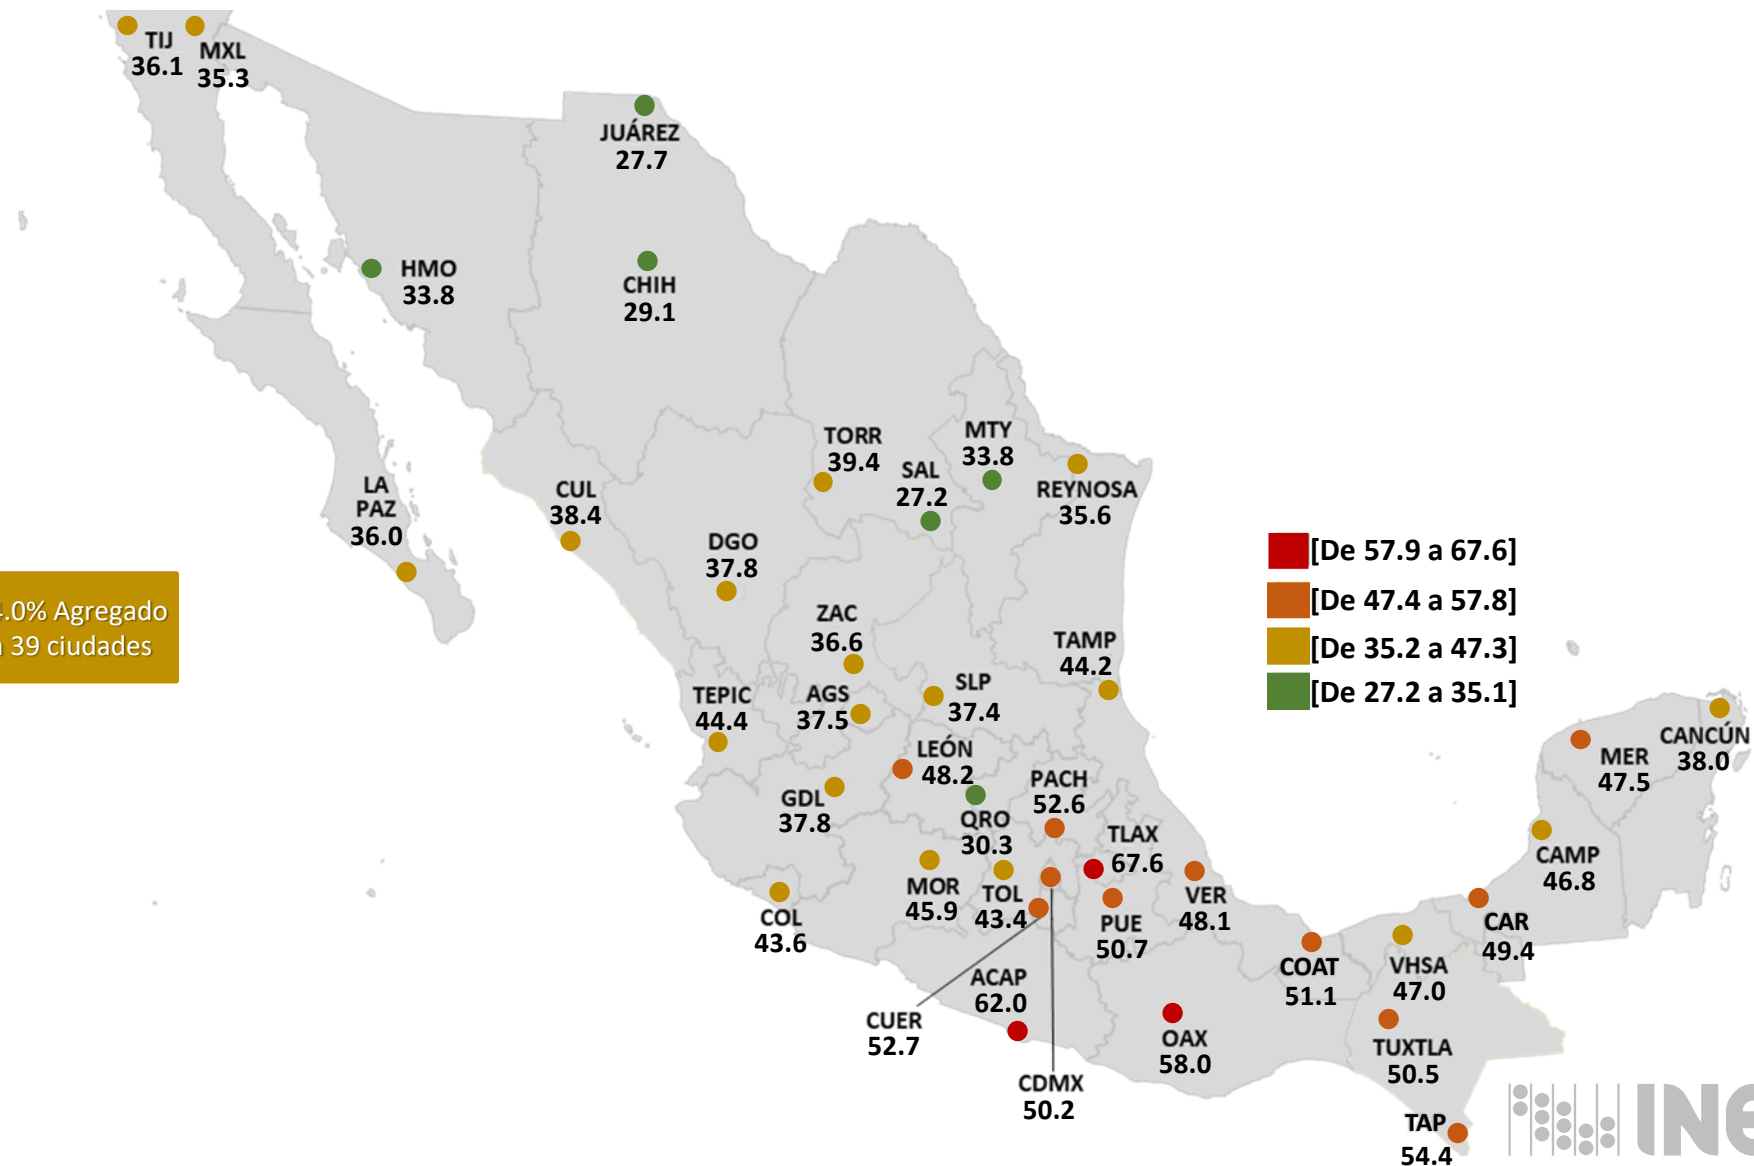 TIJ
36.1
MXL
35.3
JUÁREZ
27.7
HMO
33.8
CHIH
29.1
TORR
39.4
MTY
33.8
SAL
27.2
REYNOSA
35.6
LA
PAZ
36.0
CUL
38.4
DGO
37.8
[De 57.9 a 67.6]
[De 47.4 a 57.8]
[De 35.2 a 47.3]
[De 27.2 a 35.1]
.0% Agregado
39 ciudades
ZAC
36.6
TAMP
44.2
TEPIC
44.4
AGS
37.5
SLP
37.4
LEÓN
48.2
PACH
52.6
GDL
37.8
QRO
30.3
TLAX
67.6
MER
47.5
CANCÚN
38.0
CAMP
46.8
MOR
45.9
TOL
43.4
COL
43.6
PUE
50.7
VER
48.1
CAR
49.4
COAT
51.1
VHSA
47.0
ACAP
62.0
CUER
52.7
OAX
58.0
TUXTLA
50.5
CDMX
50.2
TAP
54.4
INE